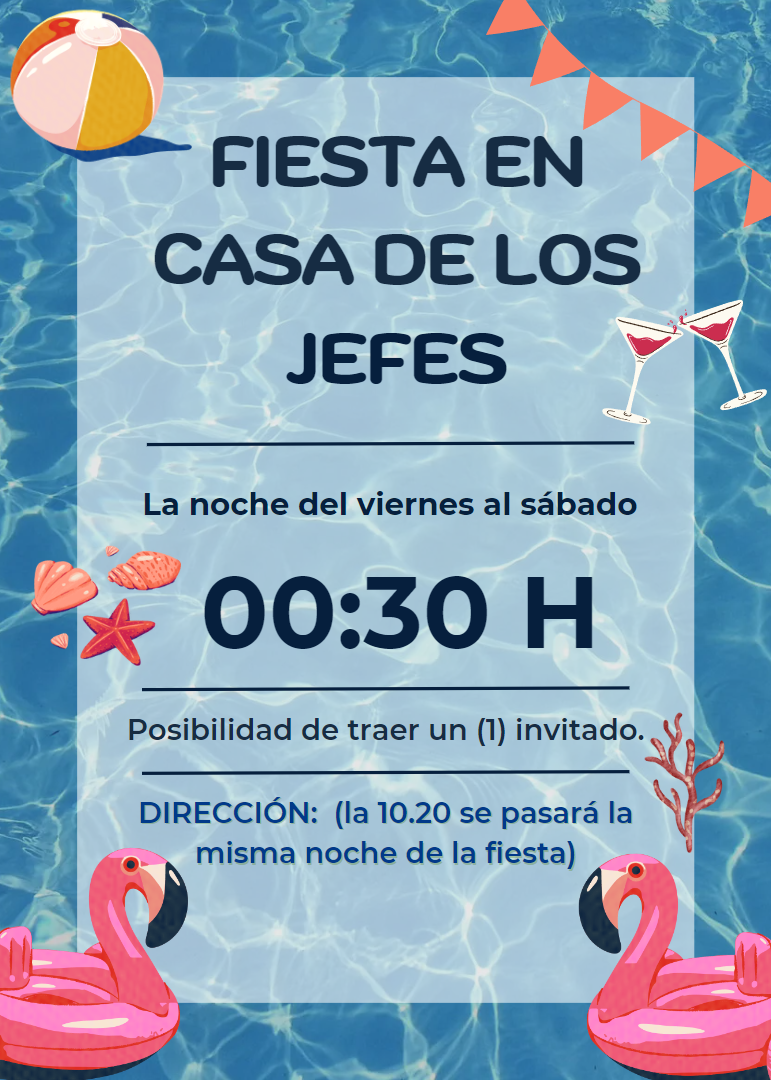 FIESTA EN
CASA DE LOS
JEFES
La noche del viernes al sábado
00:30 H
Posibilidad de traer un (1) invitado.
DIRECCIÓN: (la 10.20 se pasará la
misma noche de la fiesta)